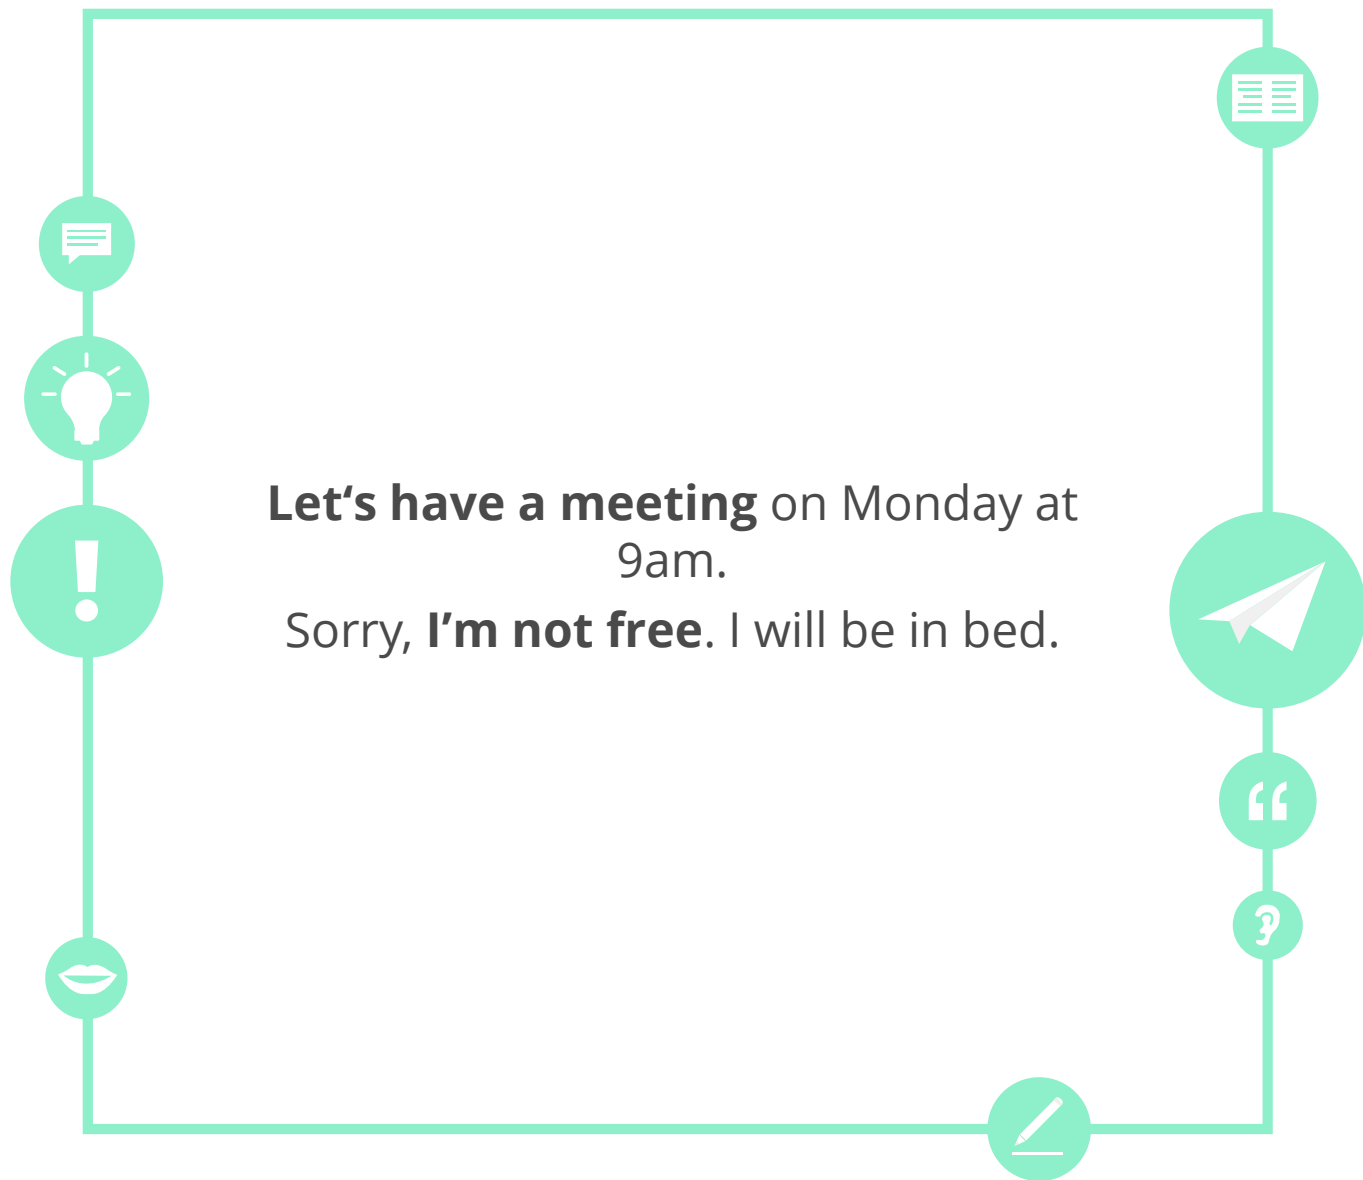 Let‘s have a meeting on Monday at
9am.
Sorry, I’m not free. I will be in bed.